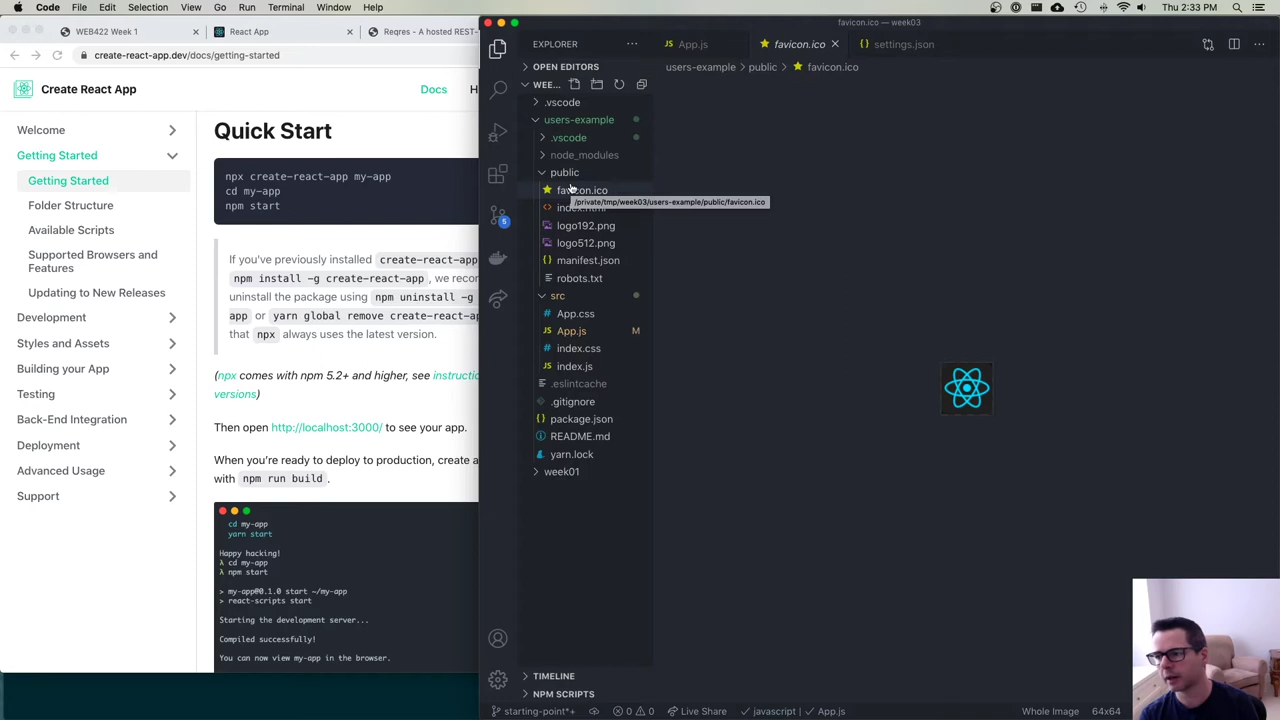 Code File Edit Selection View Go Run Terminal Window Help
Thu 2:33 PM
WEB422 Week 1
React App
Reqres - A hosted REST-
create-react-app.dev/docs/getting-started
Create React App
Docs
H
Welcome
Getting Started
Getting Started
Folder Structure
Available Scripts
Supported Browsers and
Features
Updating to New Releases
Development
Styles and Assets
Building your App
Testing
Back-End Integration
Deployment
Advanced Usage
Support
Quick Start
npx create-react-app my-app
cd my-app
npm start
If you've previously installed create-react-app
npm install -g create-react-app, we recon
uninstall the package using npm uninstall -g
app or yarn global remove create-react-ap
that npx always uses the latest version.
(npx comes with npm 5.2+ and higher, see instructio
versions)
Then open http://localhost:3000/ to see your app.
When you're ready to deploy to production, create a
with npm run build.
cd my-app
yarn start
Happy hacking!
λ cd my-app
λ npm start
> my-app@0.1.0 start ~/my-app
> react-scripts start
Starting the development server...
Compiled successfully!
You can now view my-app in the browser.
favicon.ico — week03
EXPLORER
OPEN EDITORS
WEE...
.vscode
users-example
.vscode
node_modules
public
favicon.ico
/private/tmp/week03/users-example/public/favicon.ico
index.html
logo192.png
logo512.png
manifest.json
robots.txt
src
App.css
App.js M
index.css
index.js
.eslintcache
.gitignore
package.json
README.md
yarn.lock
week01
TIMELINE
NPM SCRIPTS
5
App.js
favicon.ico
settings.json
users-example > public > favicon.ico
starting-point*+ 0 0 Live Share javascript App.js
Whole Image 64x64